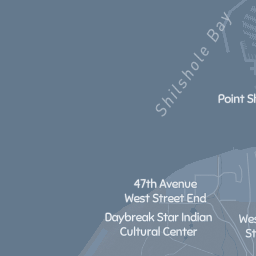 Shilshole Bay
Point Sh
47th Avenue
West Street End
Daybreak Star Indian
Cultural Center
Wes
St